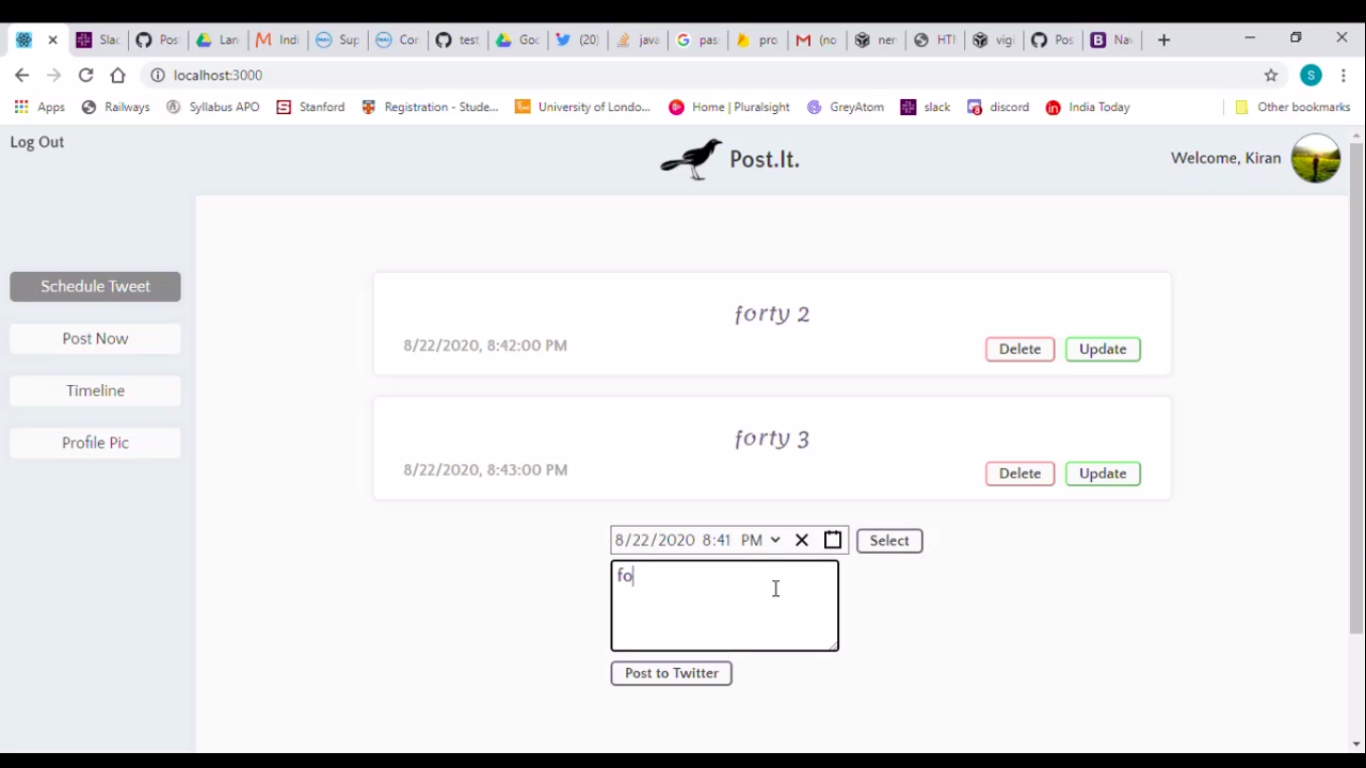 Slac
Pos
Lan
Indi
Sup
Cor
test
Goc
(20)
java
pas
pro
(no
ner
HTI
vigi
Pos
Nav
localhost:3000
S
Apps
Railways
Syllabus APO
Stanford
Registration - Stude...
University of Londo...
Home | Pluralsight
GreyAtom
slack
discord
in
India Today
Other bookmarks
Log Out
Post.It.
Welcome, Kiran
Schedule Tweet
Post Now
Timeline
Profile Pic
forty 2
8/22/2020, 8:42:00 PM
Delete
Update
forty 3
8/22/2020, 8:43:00 PM
Delete
Update
8/22/2020 8:41 PM
Select
fo
Post to Twitter